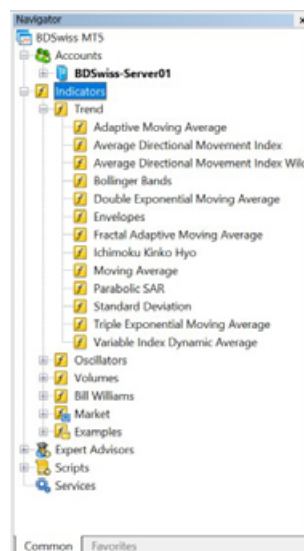 Navigator
BDSwiss MT5
Accounts
BDSwiss-Server01
Indicators
Trend
Adaptive Moving Average
Average Directional Movement Index
Average Directional Movement Index Wild
Bollinger Bands
Double Exponential Moving Average
Envelopes
Fractal Adaptive Moving Average
Ichimoku Kinko Hyo
Moving Average
Parabolic SAR
Standard Deviation
Triple Exponential Moving Average
Variable Index Dynamic Average
Oscillators
Volumes
Bill Williams
Market
Examples
Expert Advisors
Scripts
Services
Common Favorites